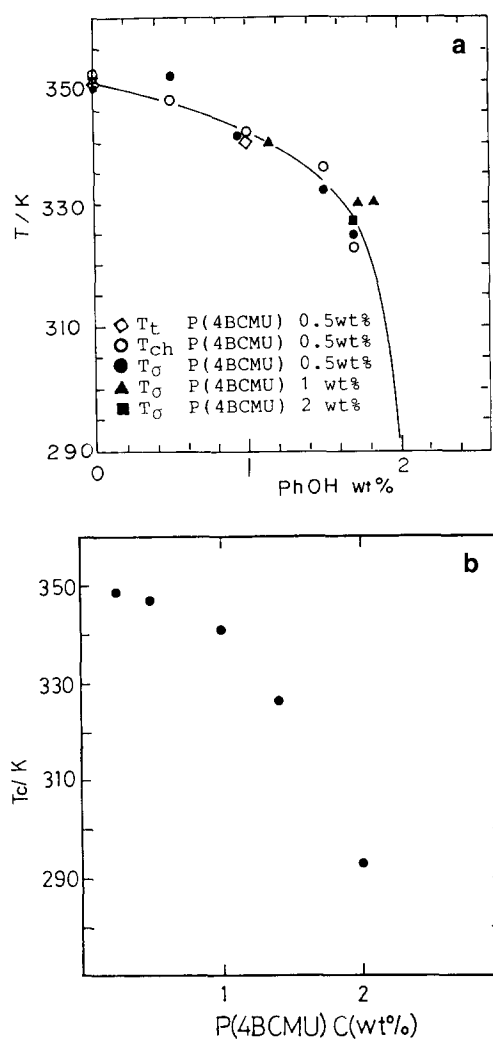 a
350
330
310
290
T/K
◇ Tt P(4BCMU) 0.5wt%
○ Tch P(4BCMU) 0.5wt%
● Tσ P(4BCMU) 0.5wt%
▲ Tσ P(4BCMU) 1 wt%
■ Tσ P(4BCMU) 2 wt%
0 1 2
PhOH wt%
b
350
330
310
290
Tc/K
1 2
P(4BCMU) C(wt%)